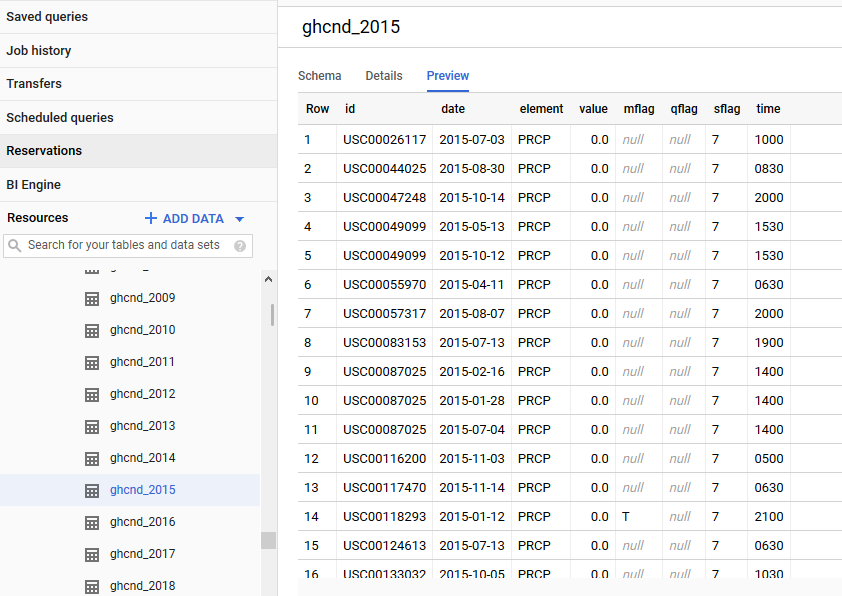 Saved queries
Job history
Transfers
Scheduled queries
Reservations
BI Engine
Resources + ADD DATA
Search for your tables and data sets ?
ghcnd_2009
ghcnd_2010
ghcnd_2011
ghcnd_2012
ghcnd_2013
ghcnd_2014
ghcnd_2015
ghcnd_2016
ghcnd_2017
ghcnd_2018
ghcnd_2015
Schema Details Preview
Row id date element value mflag qflag sflag time
1 USC00026117 2015-07-03 PRCP 0.0 null null 7 1000
2 USC00044025 2015-08-30 PRCP 0.0 null null 7 0830
3 USC00047248 2015-10-14 PRCP 0.0 null null 7 2000
4 USC00049099 2015-05-13 PRCP 0.0 null null 7 1530
5 USC00049099 2015-10-12 PRCP 0.0 null null 7 1530
6 USC00055970 2015-04-11 PRCP 0.0 null null 7 0630
7 USC00057317 2015-08-07 PRCP 0.0 null null 7 2000
8 USC00083153 2015-07-13 PRCP 0.0 null null 7 1900
9 USC00087025 2015-02-16 PRCP 0.0 null null 7 1400
10 USC00087025 2015-01-28 PRCP 0.0 null null 7 1400
11 USC00087025 2015-07-04 PRCP 0.0 null null 7 1400
12 USC00116200 2015-11-03 PRCP 0.0 null null 7 0500
13 USC00117470 2015-11-14 PRCP 0.0 null null 7 0630
14 USC00118293 2015-01-12 PRCP 0.0 T null 7 2100
15 USC00124613 2015-07-13 PRCP 0.0 null null 7 0630
16 USC00133032 2015-10-05 PRCP 0.0 null null 7 1030